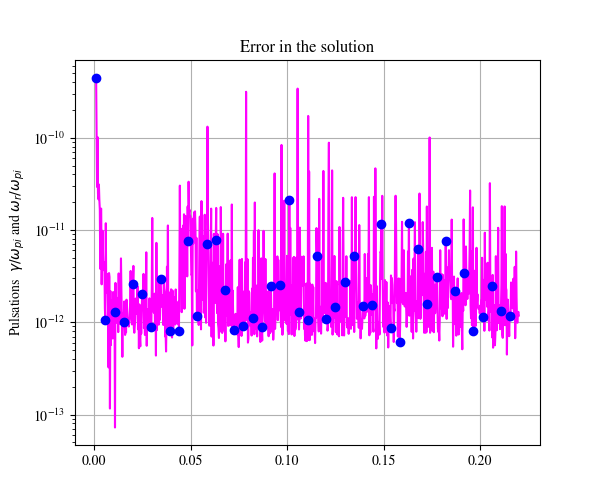 Error in the solution
Pulsations γ/ω_pi and ω_r/ω_pi
10⁻¹⁰
10⁻¹¹
10⁻¹²
10⁻¹³
0.00 0.05 0.10 0.15 0.20